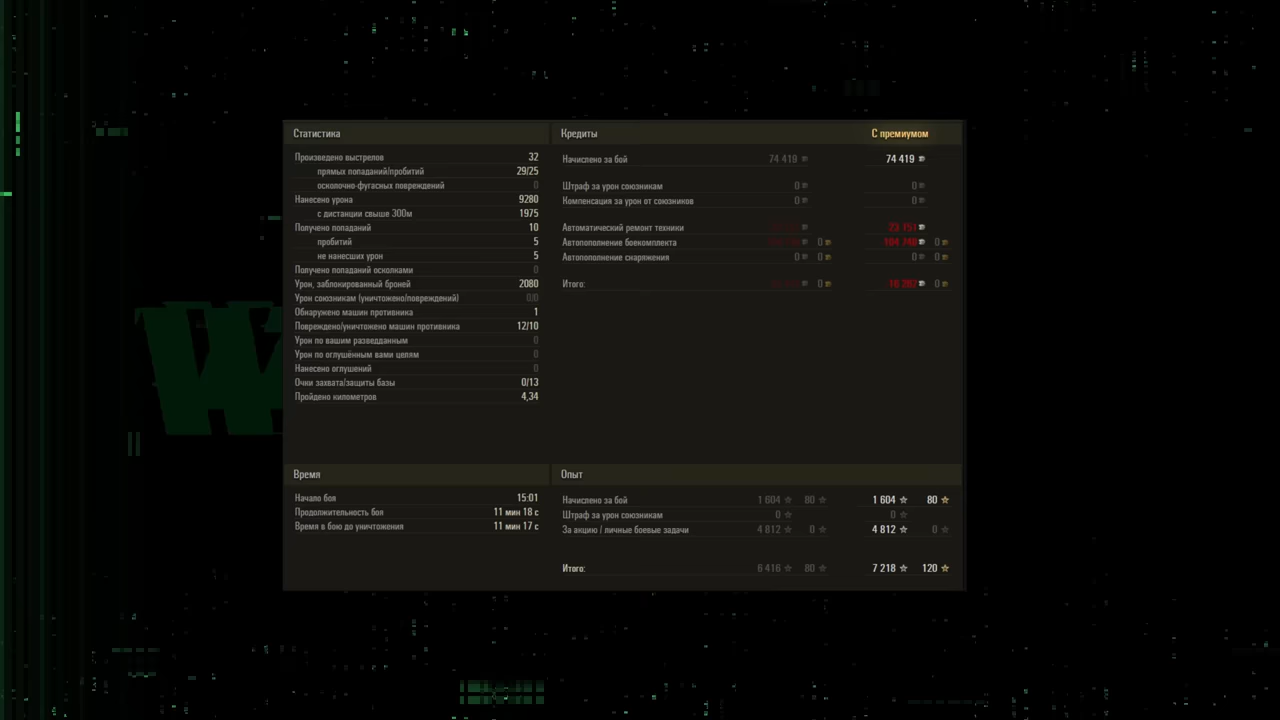 Статистика
Произведено выстрелов 32
прямых попаданий/пробитий 29/25
осколочно-фугасных повреждений 0
Нанесено урона 9280
с дистанции свыше 300м 1975
Получено попаданий 10
пробитий 5
не нанесших урон 5
Получено попаданий осколками 0
Урон, заблокированный броней 2080
Урон союзникам (уничтожено/повреждений) 0/0
Обнаружено машин противника 1
Повреждено/уничтожено машин противника 12/10
Урон по вашим разведданным 0
Урон по оглушённым вами целям 0
Нанесено оглушений 0
Очки захвата/защиты базы 0/13
Пройдено километров 4,34
Кредиты С премиумом
Начислено за бой 74 419 74 419
Штраф за урон союзникам 0 0
Компенсация за урон от союзников 0 0
Автоматический ремонт техники 23 151
Автопополнение боекомплекта 0 0
Автопополнение снаряжения 0 0 0 0
Итого: 0 0
Время
Начало боя 15:01
Продолжительность боя 11 мин 18 с
Время в бою до уничтожения 11 мин 17 с
Опыт
Начислено за бой 1 604 80 1 604 80
Штраф за урон союзникам 0 0
За акцию / личные боевые задачи 4 812 0 4 812 0
Итого: 6 416 80 7 218 120